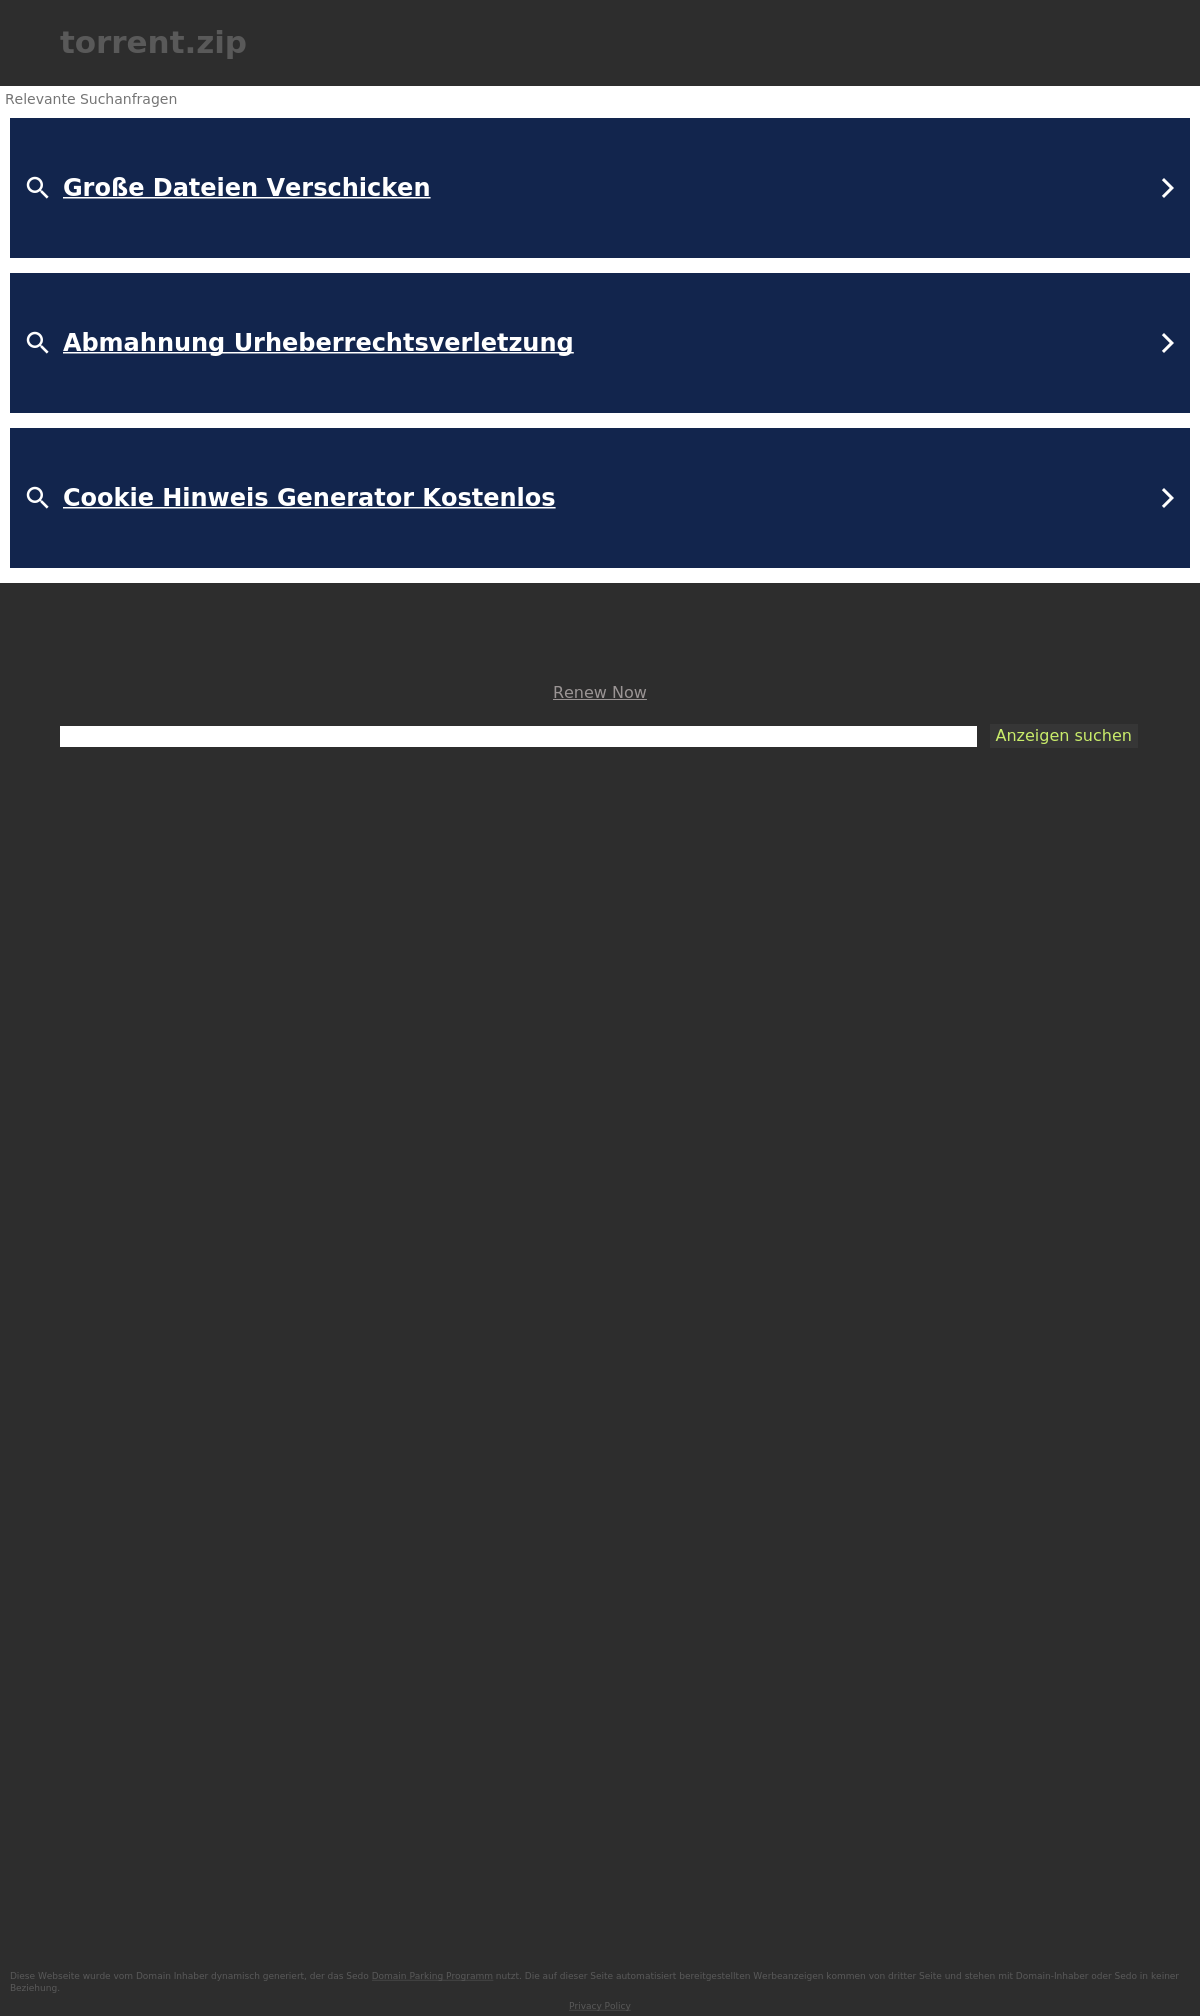 torrent.zip
Relevante Suchanfragen
Große Dateien Verschicken
Abmahnung Urheberrechtsverletzung
Cookie Hinweis Generator Kostenlos
Renew Now
Anzeigen suchen
Diese Webseite wurde vom Domain Inhaber dynamisch generiert, der das Sedo Domain Parking Programm nutzt. Die auf dieser Seite automatisiert bereitgestellten Werbeanzeigen kommen von dritter Seite und stehen mit Domain-Inhaber oder Sedo in keiner
Beziehung.
Privacy Policy